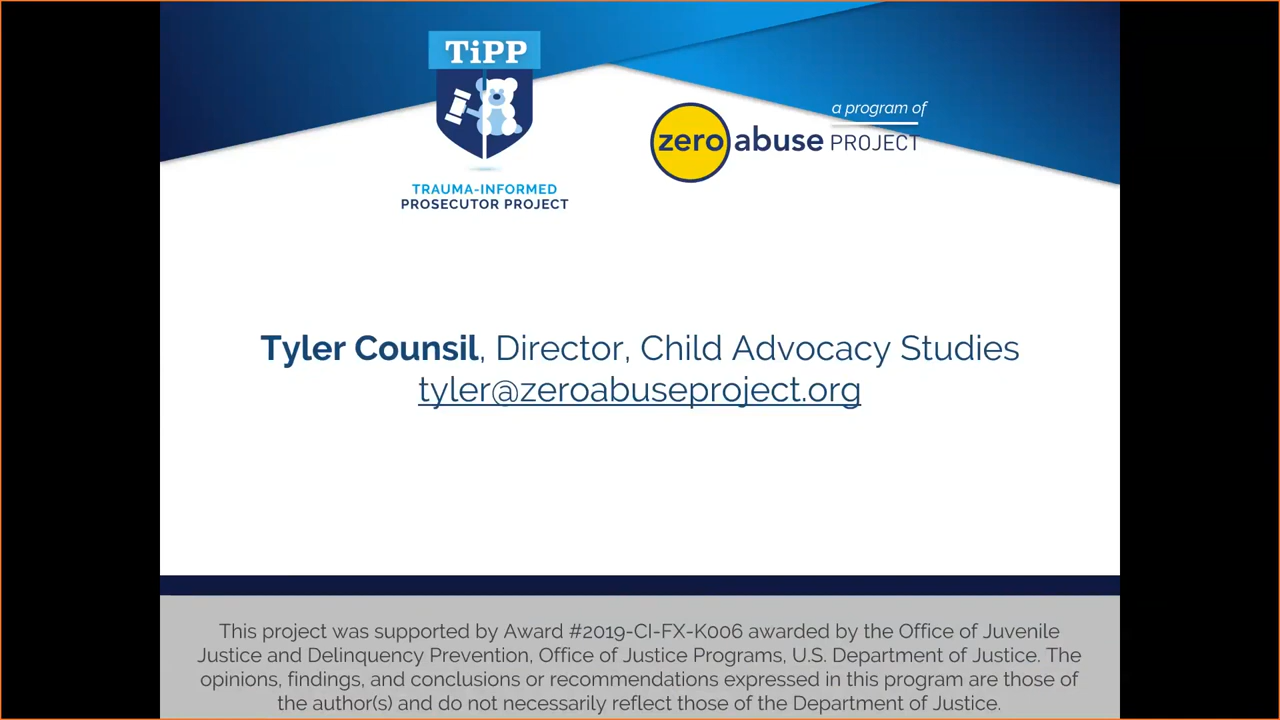 TiPP
TRAUMA-INFORMED
PROSECUTOR PROJECT
a program of
zero abuse PROJECT
Tyler Counsil, Director, Child Advocacy Studies
tyler@zeroabuseproject.org
This project was supported by Award #2019-CI-FX-K006 awarded by the Office of Juvenile
Justice and Delinquency Prevention, Office of Justice Programs, U.S. Department of Justice. The
opinions, findings, and conclusions or recommendations expressed in this program are those of
the author(s) and do not necessarily reflect those of the Department of Justice.